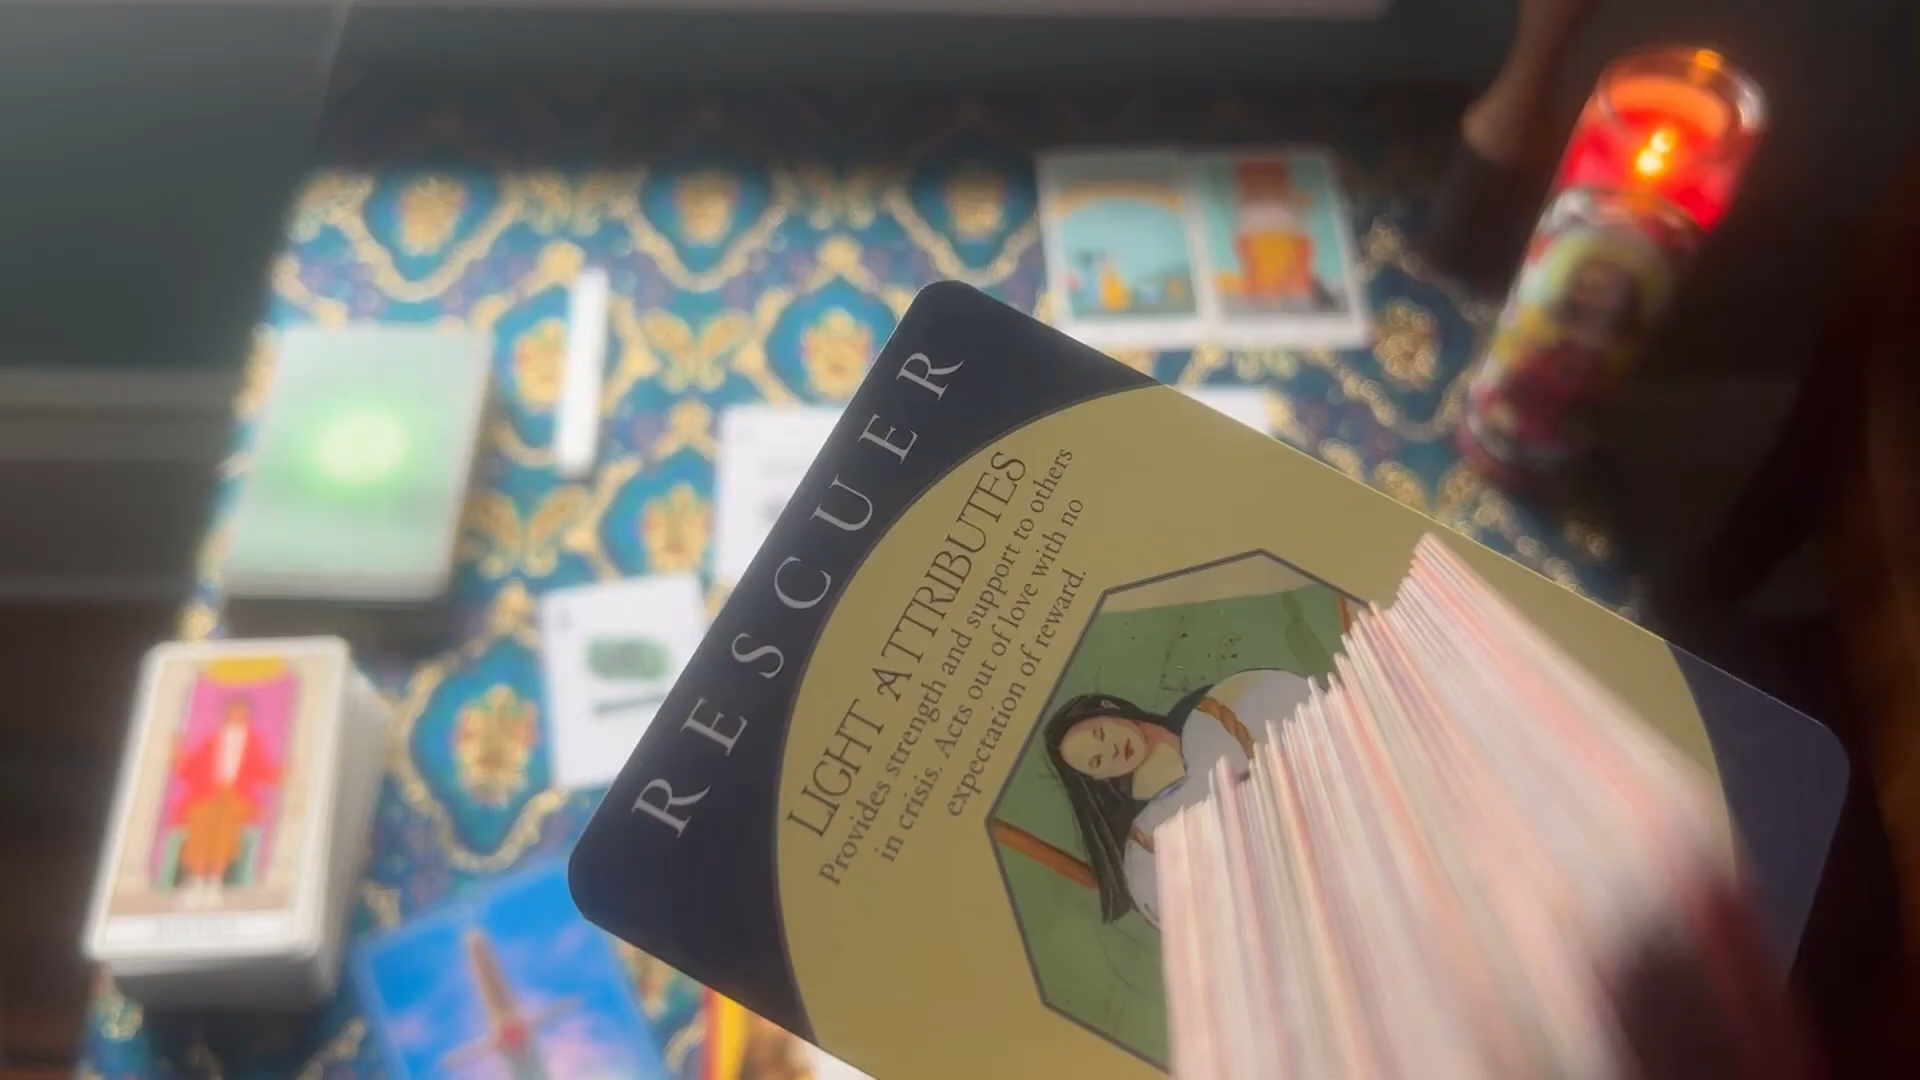 RESCUER
LIGHT ATTRIBUTES
Provides strength and support to others
in crisis. Acts out of love with no
expectation of reward.